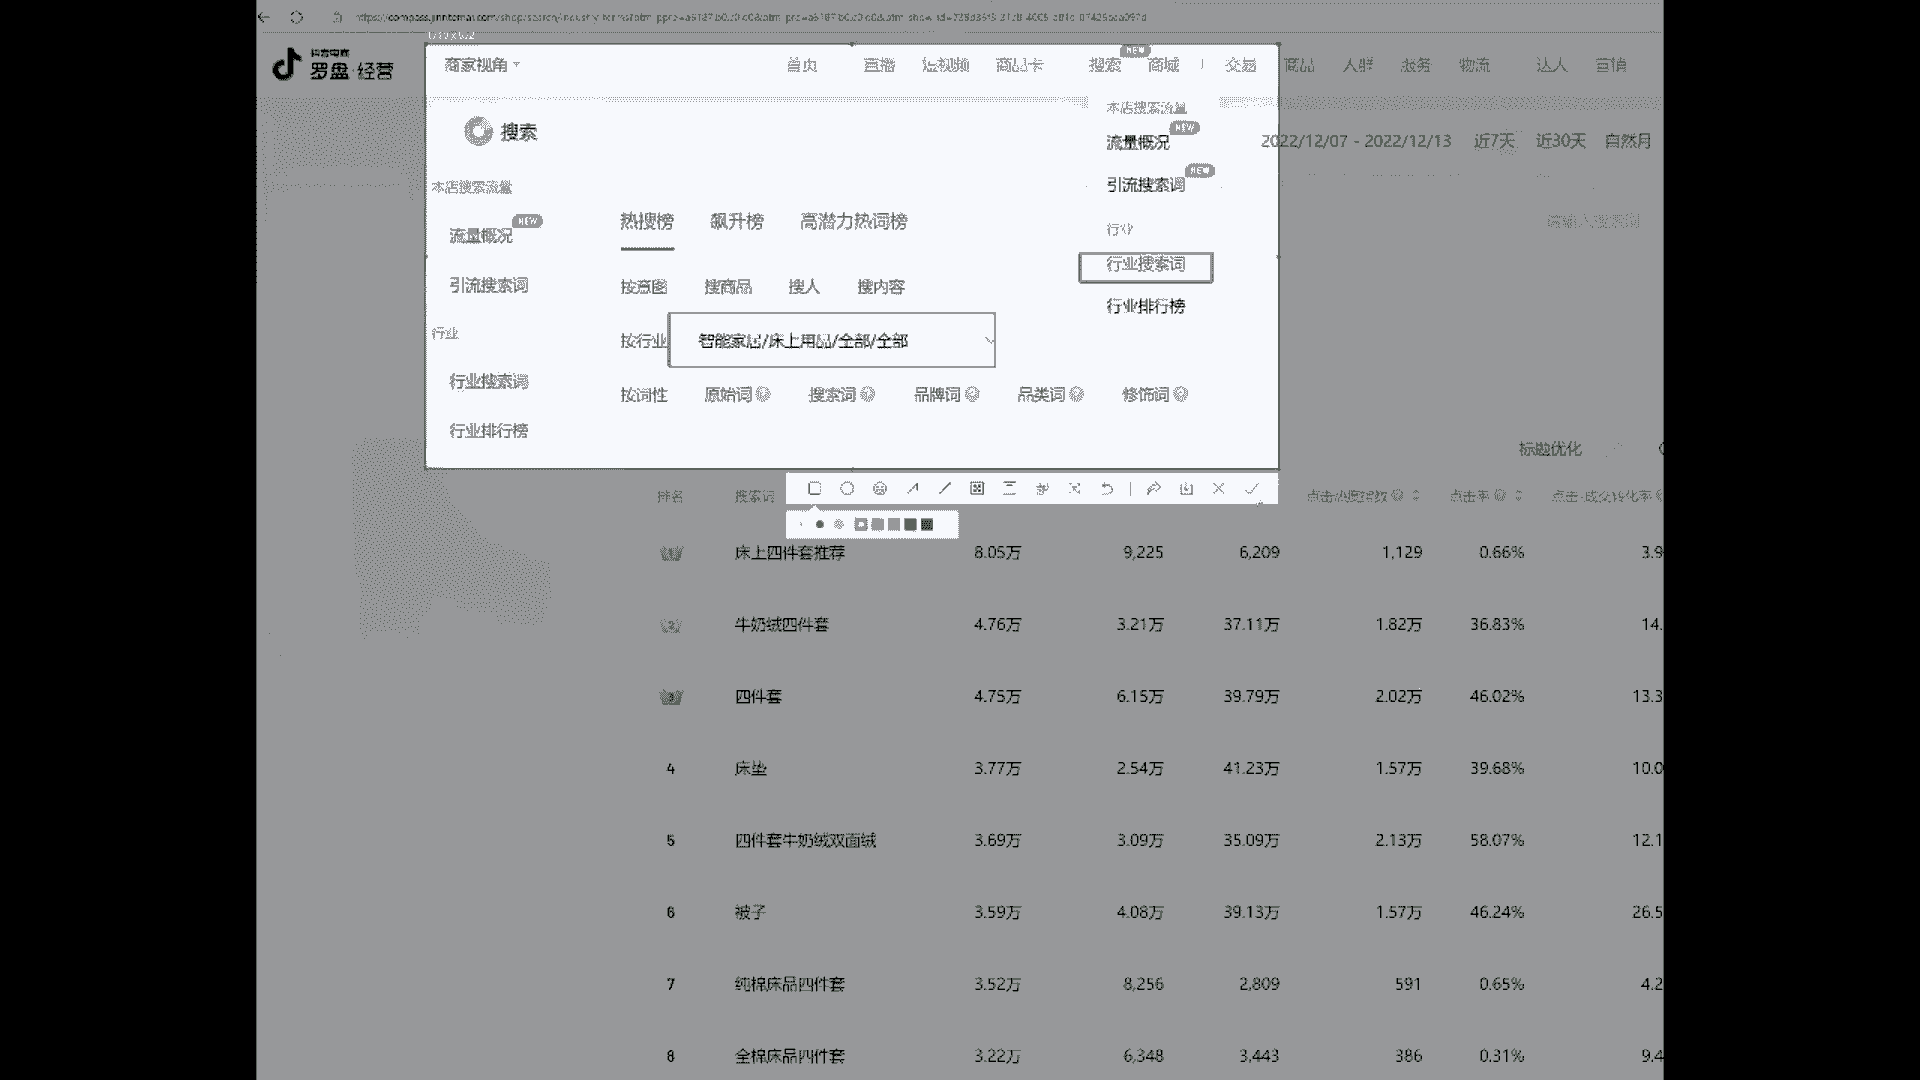 抖音电商
罗盘·经营
商家视角
首页 直播 短视频 商品卡 搜索 NEW 商城 交易 商品 人群 服务 物流 达人 营销
搜索
本店搜索流量
流量概况 NEW
引流搜索词
行业
行业搜索词
行业排行榜
本店搜索流量
流量概况 NEW
引流搜索词 NEW
行业
行业搜索词
行业排行榜
2022/12/07 - 2022/12/13 近7天 近30天 自然月
热搜榜 飙升榜 高潜力热词榜
按意图 搜商品 搜人 搜内容
按行业 智能家居/床上用品/全部/全部
按词性 原始词 搜索词 品牌词 品类词 修饰词
标题优化
排名 搜索词 点击热度指数 点击率 点击-成交转化率
1 床上四件套推荐 8.05万 9,225 6,209 1,129 0.66% 3.9
2 牛奶绒四件套 4.76万 3.21万 37.11万 1.82万 36.83% 14.
3 四件套 4.75万 6.15万 39.79万 2.02万 46.02% 13.3
4 床垫 3.77万 2.54万 41.23万 1.57万 39.68% 10.0
5 四件套牛奶绒双面绒 3.69万 3.09万 35.09万 2.13万 58.07% 12.1
6 被子 3.59万 4.08万 39.13万 1.57万 46.24% 26.5
7 纯棉床品四件套 3.52万 8,256 2,809 591 0.65% 4.2
8 全棉床品四件套 3.22万 6,348 3,443 386 0.31% 9.4